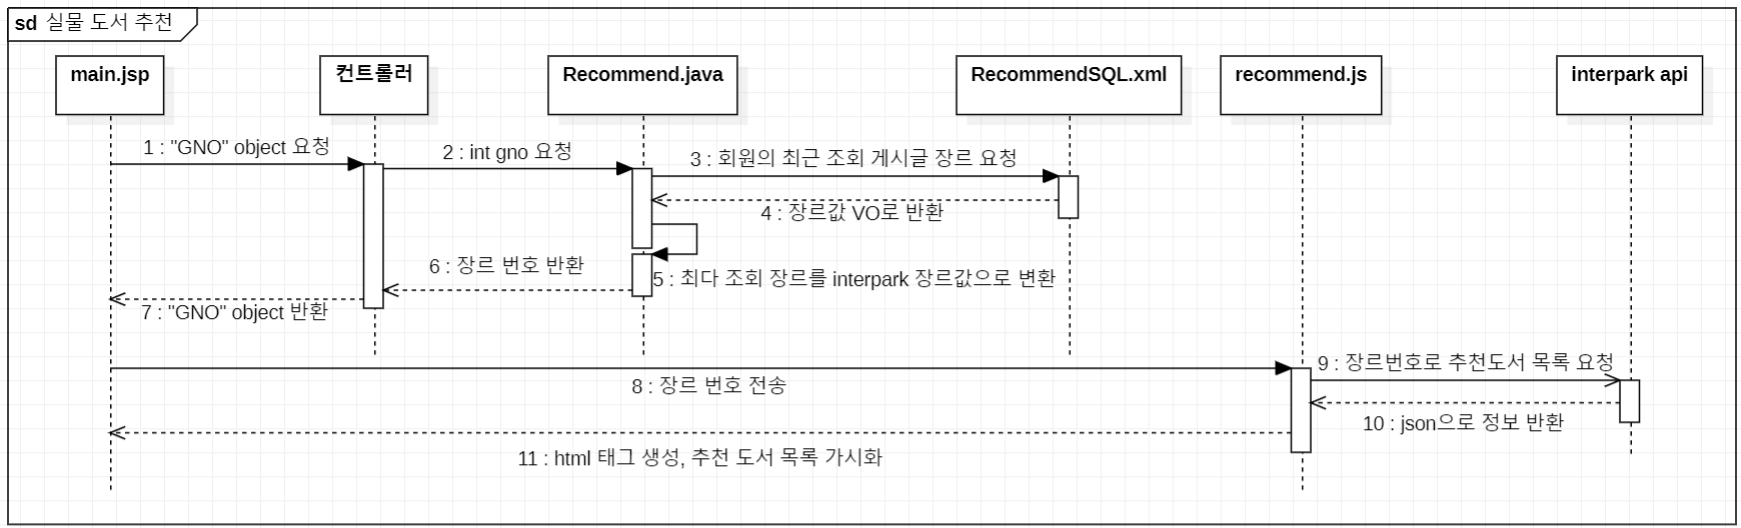 sd 실물 도서 추천
main.jsp
컨트롤러
Recommend.java
RecommendSQL.xml
recommend.js
interpark api
1 : "GNO" object 요청
2 : int gno 요청
3 : 회원의 최근 조회 게시글 장르 요청
4 : 장르값 VO로 반환
5 : 최다 조회 장르를 interpark 장르값으로 변환
6 : 장르 번호 반환
7 : "GNO" object 반환
8 : 장르 번호 전송
9 : 장르번호로 추천도서 목록 요청
10 : json으로 정보 반환
11 : html 태그 생성, 추천 도서 목록 가시화